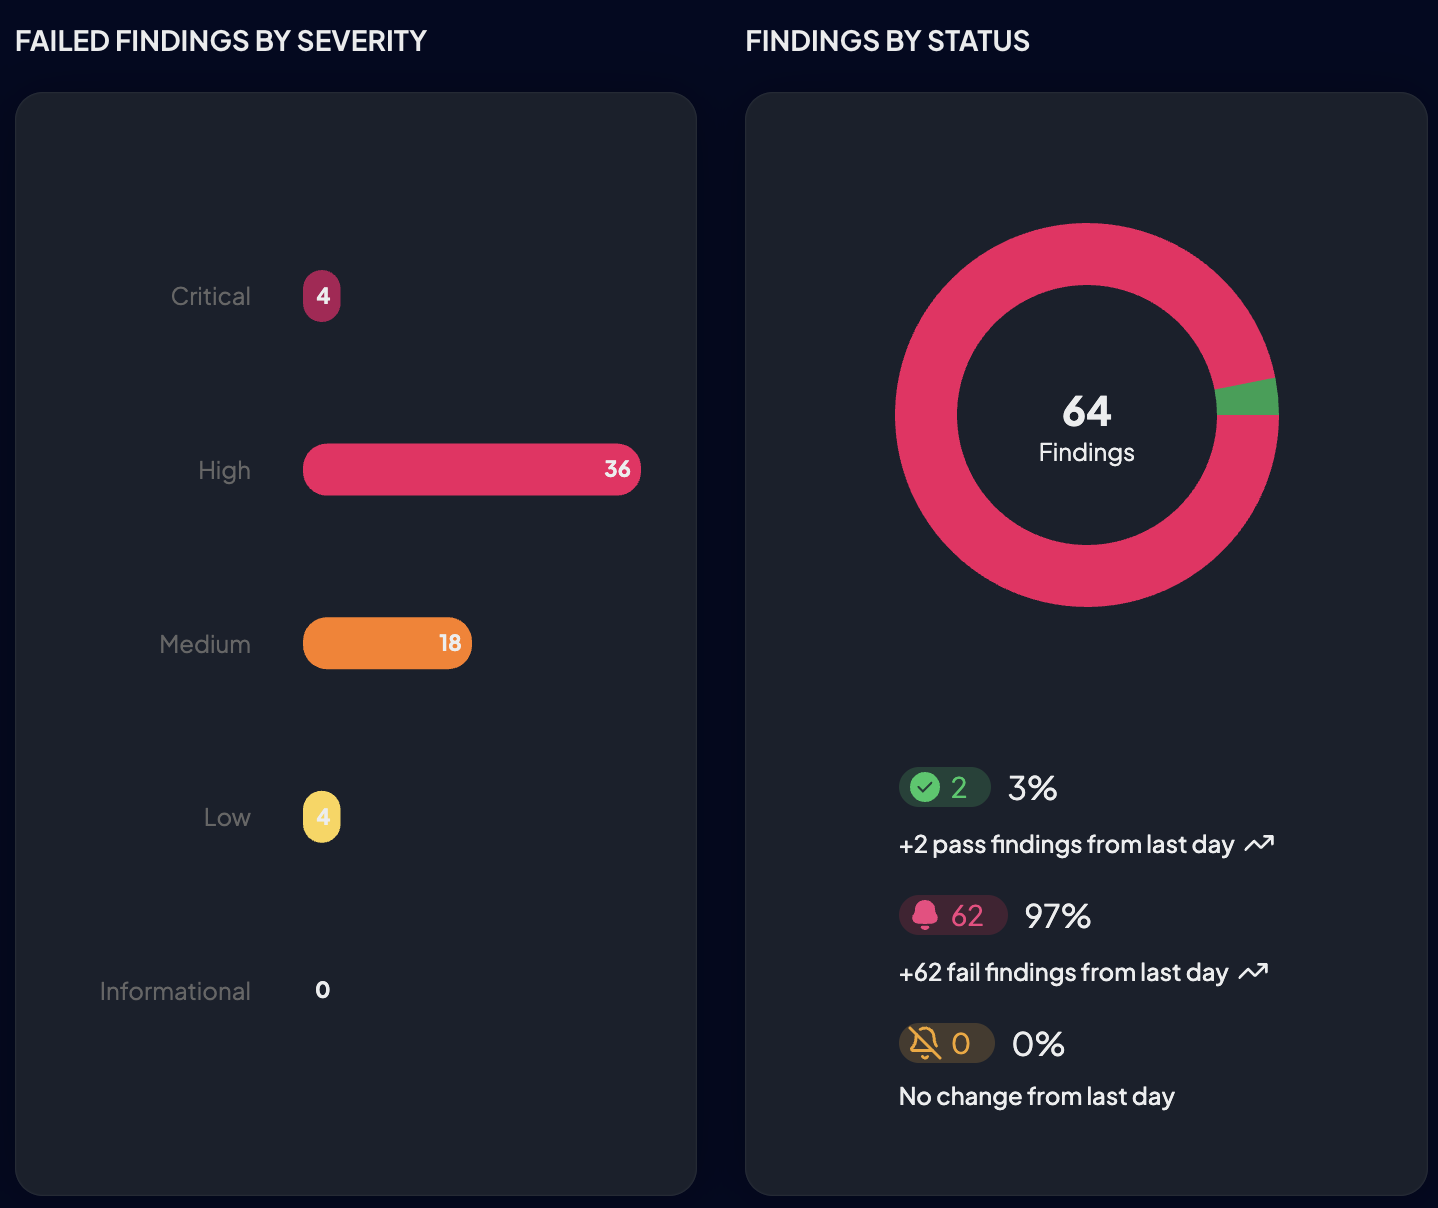 FAILED FINDINGS BY SEVERITY
Critical 4
High 36
Medium 18
Low 4
Informational 0
FINDINGS BY STATUS
64
Findings
2 3%
+2 pass findings from last day
62 97%
+62 fail findings from last day
0 0%
No change from last day